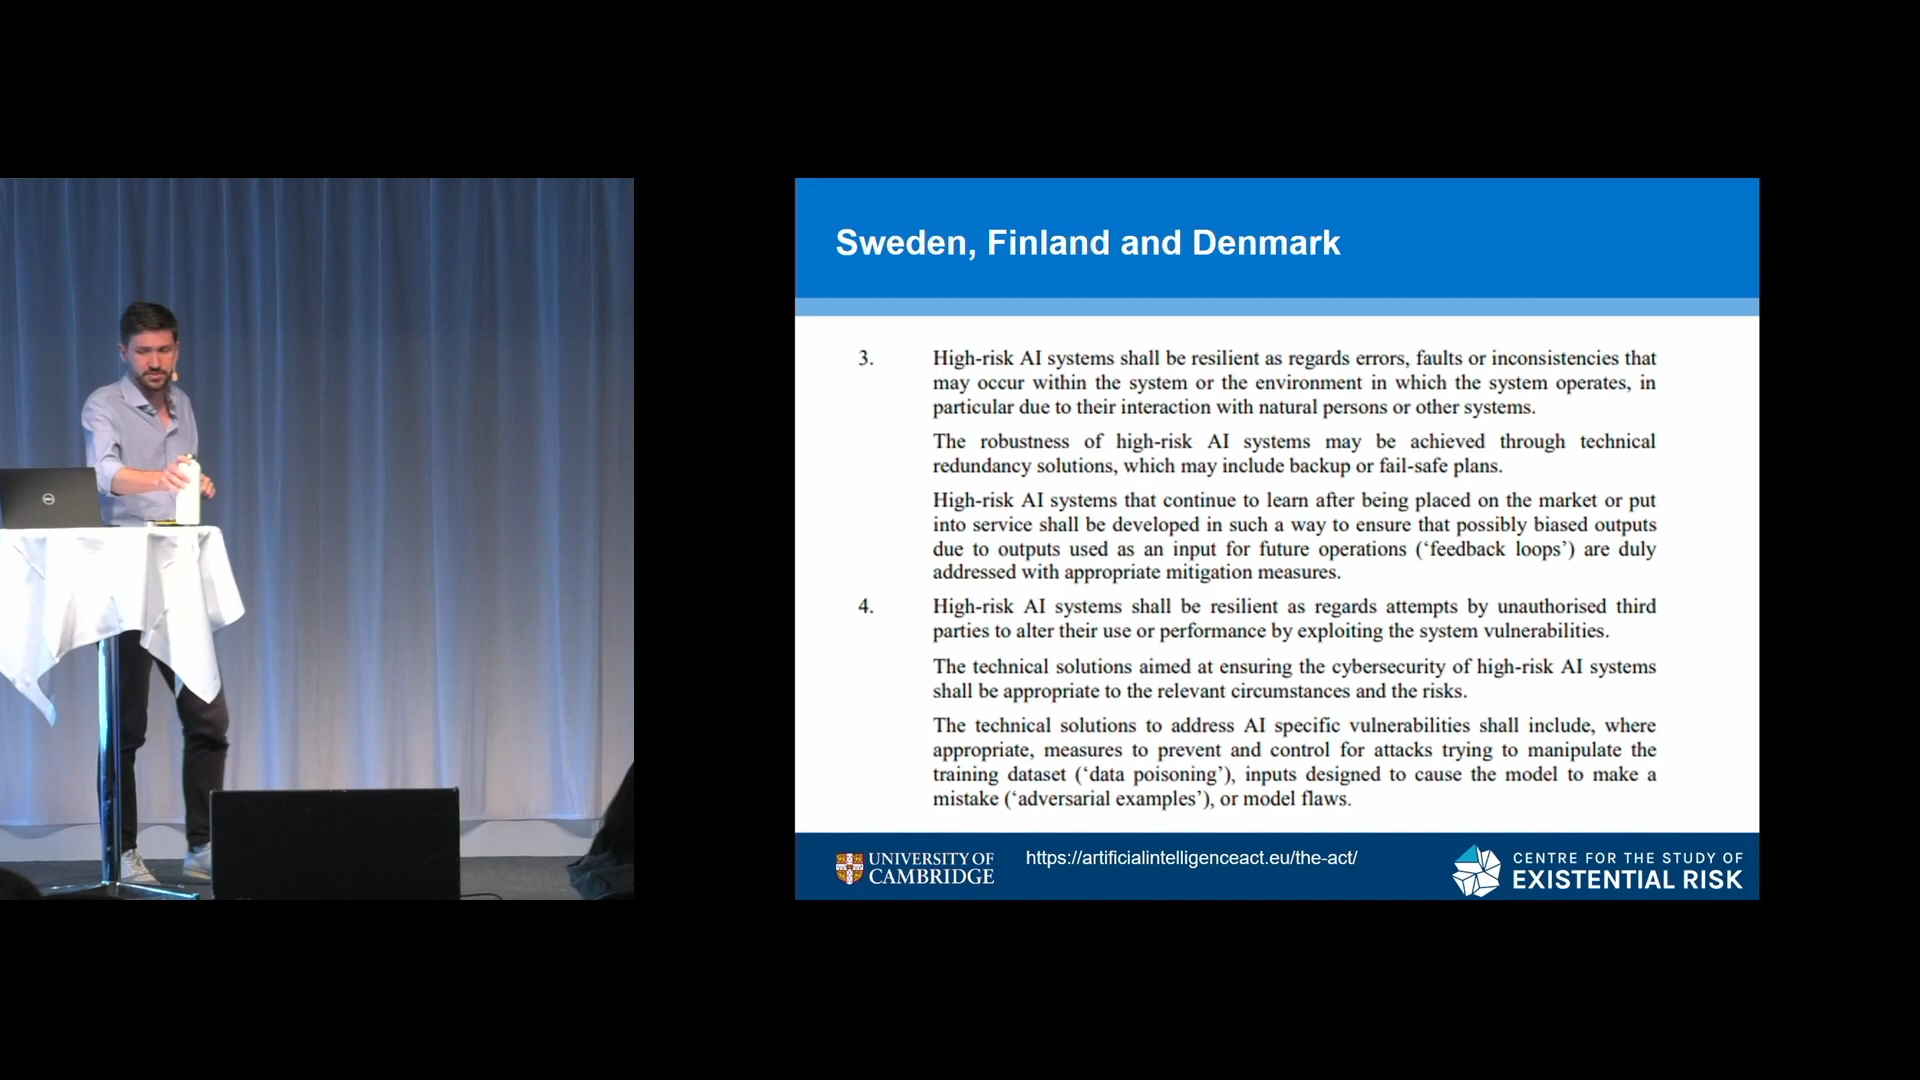 Sweden, Finland and Denmark
3. High-risk AI systems shall be resilient as regards errors, faults or inconsistencies that
may occur within the system or the environment in which the system operates, in
particular due to their interaction with natural persons or other systems.
The robustness of high-risk AI systems may be achieved through technical
redundancy solutions, which may include backup or fail-safe plans.
High-risk AI systems that continue to learn after being placed on the market or put
into service shall be developed in such a way to ensure that possibly biased outputs
due to outputs used as an input for future operations (‘feedback loops’) are duly
addressed with appropriate mitigation measures.
4. High-risk AI systems shall be resilient as regards attempts by unauthorised third
parties to alter their use or performance by exploiting the system vulnerabilities.
The technical solutions aimed at ensuring the cybersecurity of high-risk AI systems
shall be appropriate to the relevant circumstances and the risks.
The technical solutions to address AI specific vulnerabilities shall include, where
appropriate, measures to prevent and control for attacks trying to manipulate the
training dataset (‘data poisoning’), inputs designed to cause the model to make a
mistake (‘adversarial examples’), or model flaws.
UNIVERSITY OF
CAMBRIDGE
https://artificialintelligenceact.eu/the-act/
CENTRE FOR THE STUDY OF
EXISTENTIAL RISK
DELL